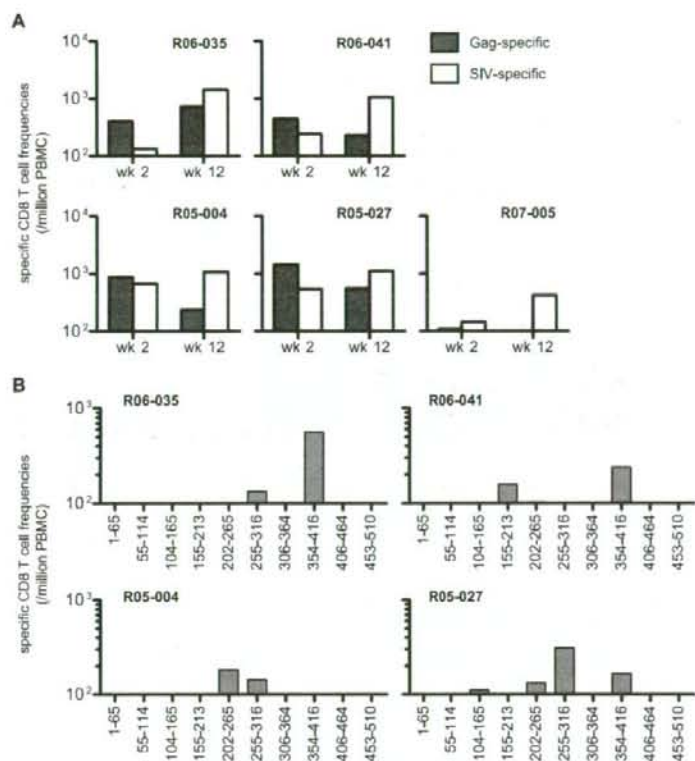 A
R06-035
R06-041
Gag-specific
SIV-specific
specific CD8 T cell frequencies
(/million PBMC)
10⁴
10³
10²
wk 2
wk 12
wk 2
wk 12
R05-004
R05-027
R07-005
10⁴
10³
10²
wk 2
wk 12
wk 2
wk 12
wk 2
wk 12
B
R06-035
R06-041
specific CD8 T cell frequencies
(/million PBMC)
10³
10²
1-65
55-114
104-165
155-213
202-265
255-316
306-364
354-416
406-464
453-510
1-65
55-114
104-165
155-213
202-265
255-316
306-364
354-416
406-464
453-510
R05-004
R05-027
10³
10²
1-65
55-114
104-165
155-213
202-265
255-316
306-364
354-416
406-464
453-510
1-65
55-114
104-165
155-213
202-265
255-316
306-364
354-416
406-464
453-510